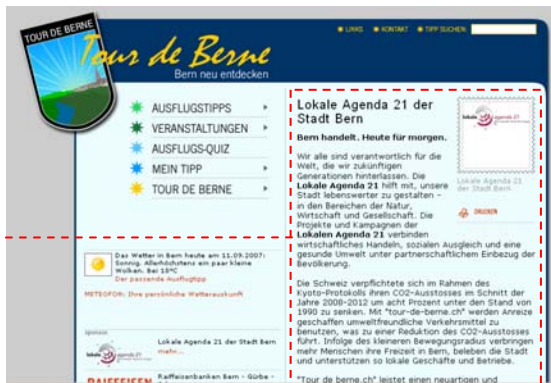 TOUR DE BERNE
Tour de Berne
Bern neu entdecken
LINKS KONTAKT TIPP SUCHEN:
AUSFLUGSTIPPS
VERANSTALTUNGEN
AUSFLUGS-QUIZ
MEIN TIPP
TOUR DE BERNE
Das Wetter in Bern heute am 11.09.2007:
Sonnig. Allerhöchstens ein paar kleine
Wolken. Bei 18°C
Der passende Ausflugtipp
METEOFON: Ihre persönliche Wetterauskunft
sponsoren
lokale agenda 21
Lokale Agenda 21 der Stadt Bern
mehr...
RAIFFEISEN
Raiffeisenbanken Bern - Gürbe -
Lokale Agenda 21 der
Stadt Bern
Bern handelt. Heute für morgen.
Wir alle sind verantwortlich für die
Welt, die wir zukünftigen
Generationen hinterlassen. Die
Lokale Agenda 21 hilft mit, unsere
Stadt lebenswerter zu gestalten -
in den Bereichen der Natur,
Wirtschaft und Gesellschaft. Die
Projekte und Kampagnen der
Lokalen Agenda 21 verbinden
wirtschaftliches Handeln, sozialen Ausgleich und eine
gesunde Umwelt unter partnerschaftlichem Einbezug der
Bevölkerung.
lokale agenda 21
Lokale Agenda 21
der Stadt Bern
DRUCKEN
Die Schweiz verpflichtete sich im Rahmen des
Kyoto-Protokolls ihren CO2-Ausstosses im Schnitt der
Jahre 2008-2012 um acht Prozent unter den Stand von
1990 zu senken. Mit "tour-de-berne.ch" werden Anreize
geschaffen umweltfreundliche Verkehrsmittel zu
benutzen, was zu einer Reduktion des CO2-Ausstosses
führt. Infolge des kleineren Bewegungsradius verbringen
mehr Menschen ihre Freizeit in Bern, beleben die Stadt
und unterstützen so lokale Geschäfte und Betriebe.
"Tour de berne.ch" leistet einen neuartigen und